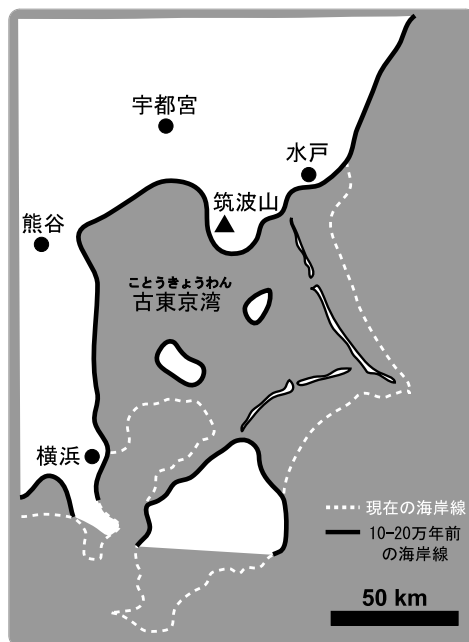 宇都宮
水戸
筑波山
熊谷
ことうきょうわん
古東京湾
横浜
現在の海岸線
10-20万年前
の海岸線
50 km